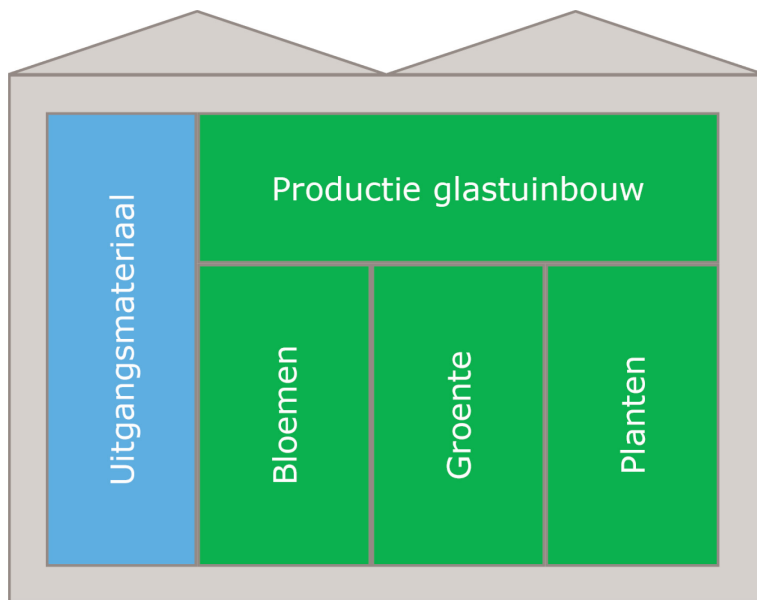 Uitgangsmateriaal
Productie glastuinbouw
Bloemen
Groente
Planten